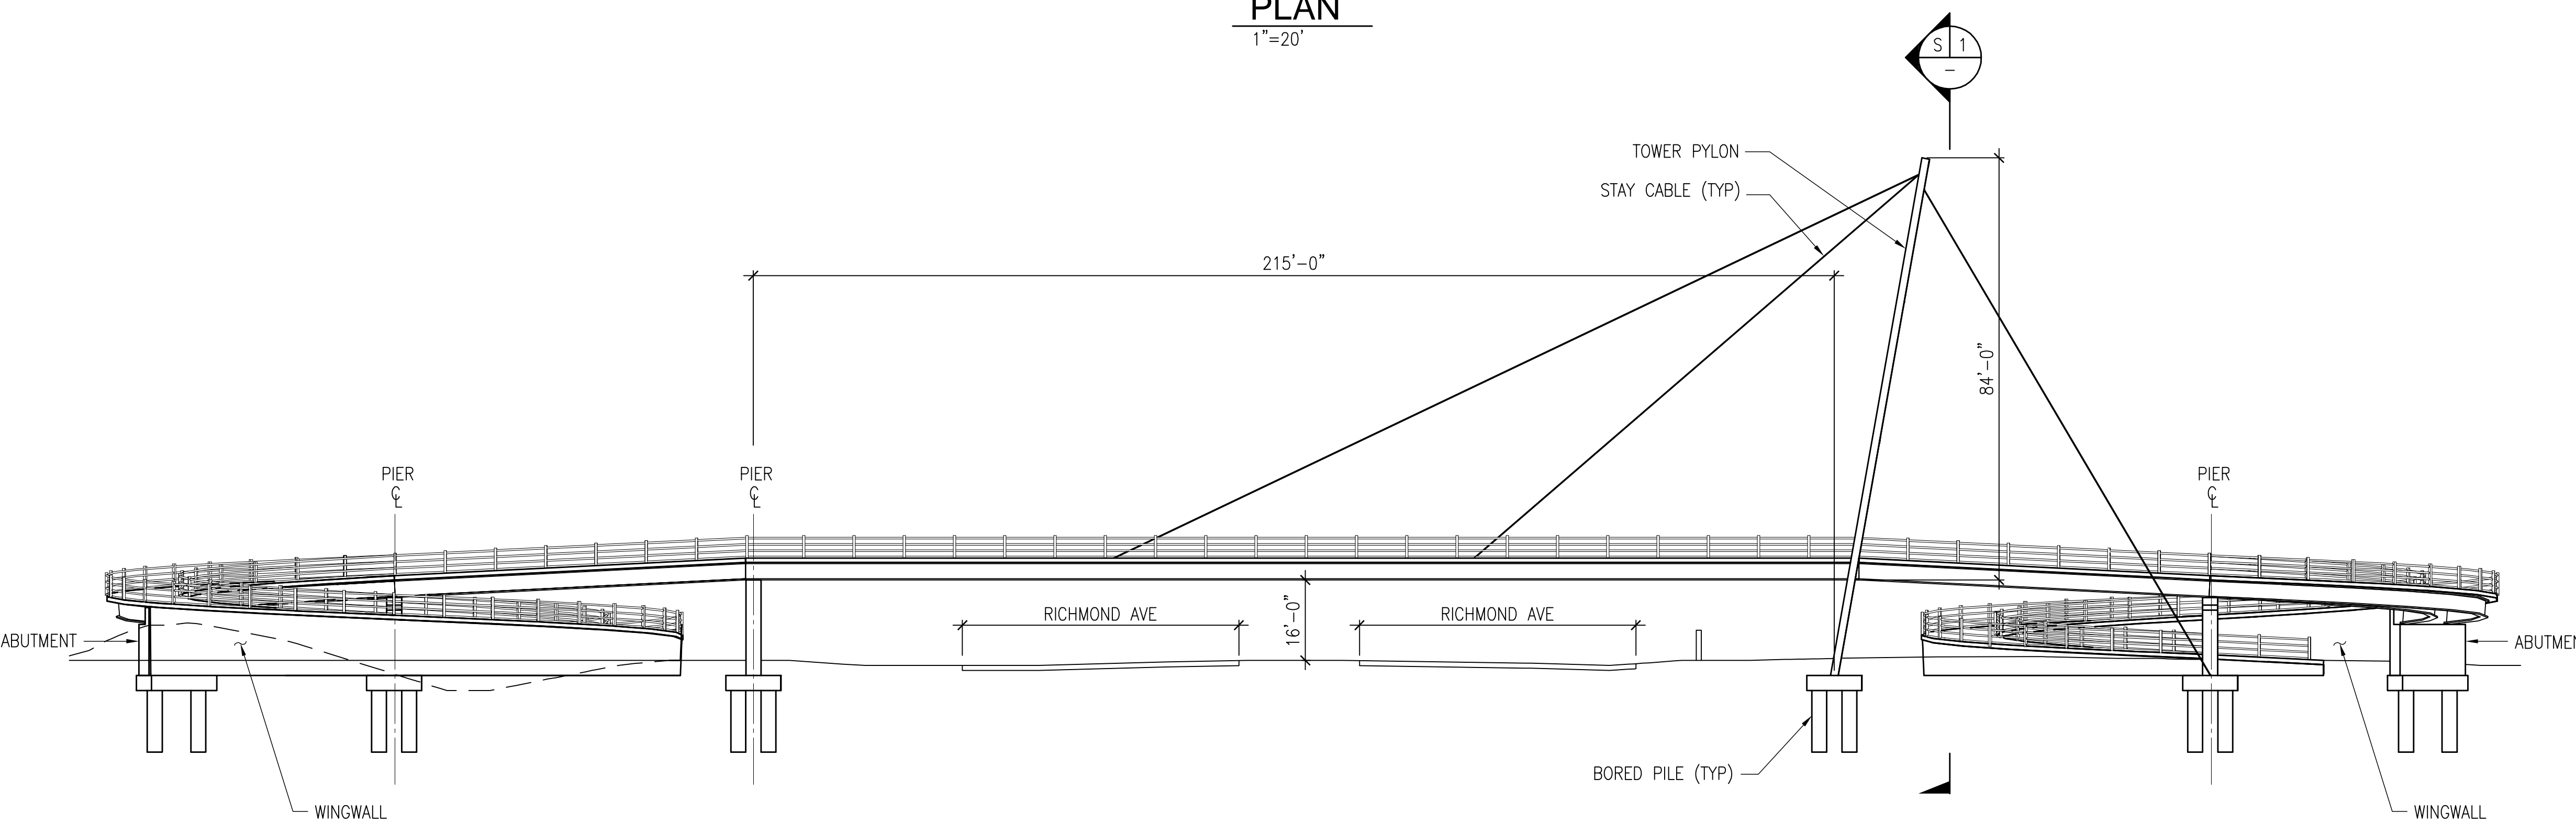 PLAN
1"=20'
S 1
–
TOWER PYLON
STAY CABLE (TYP)
215'-0"
84'-0"
PIER
℄
PIER
℄
PIER
℄
RICHMOND AVE
16'-0"
RICHMOND AVE
ABUTMENT
ABUTMEN
BORED PILE (TYP)
WINGWALL
WINGWALL